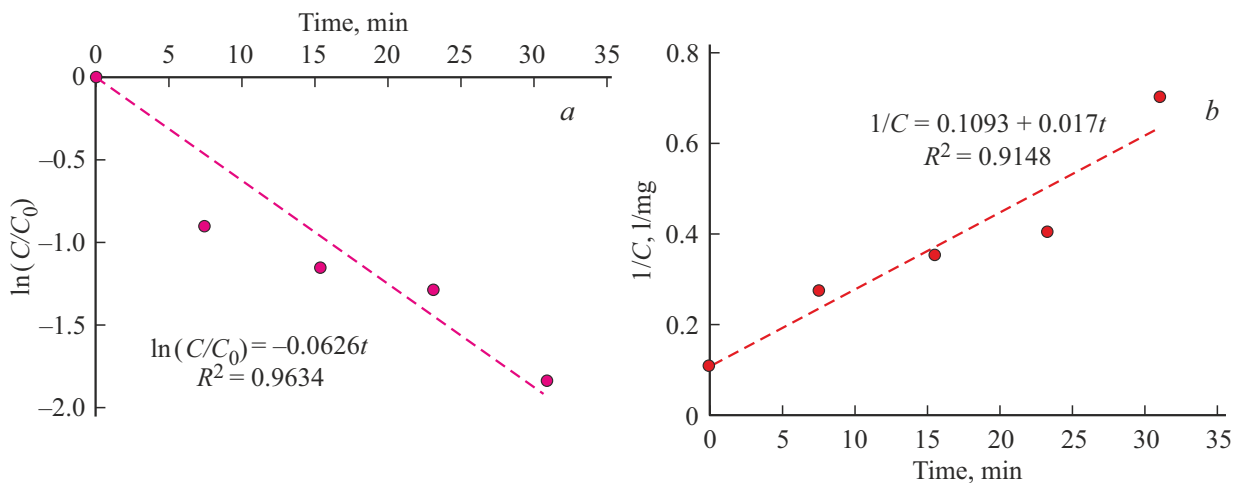 Time, min
0 5 10 15 20 25 30 35
0
–0.5
–1.0
–1.5
–2.0
ln(C/C₀)
a
ln(C/C₀) = –0.0626t
R² = 0.9634
0.8
0.6
0.4
0.2
0
1/C, l/mg
b
1/C = 0.1093 + 0.017t
R² = 0.9148
0 5 10 15 20 25 30 35
Time, min